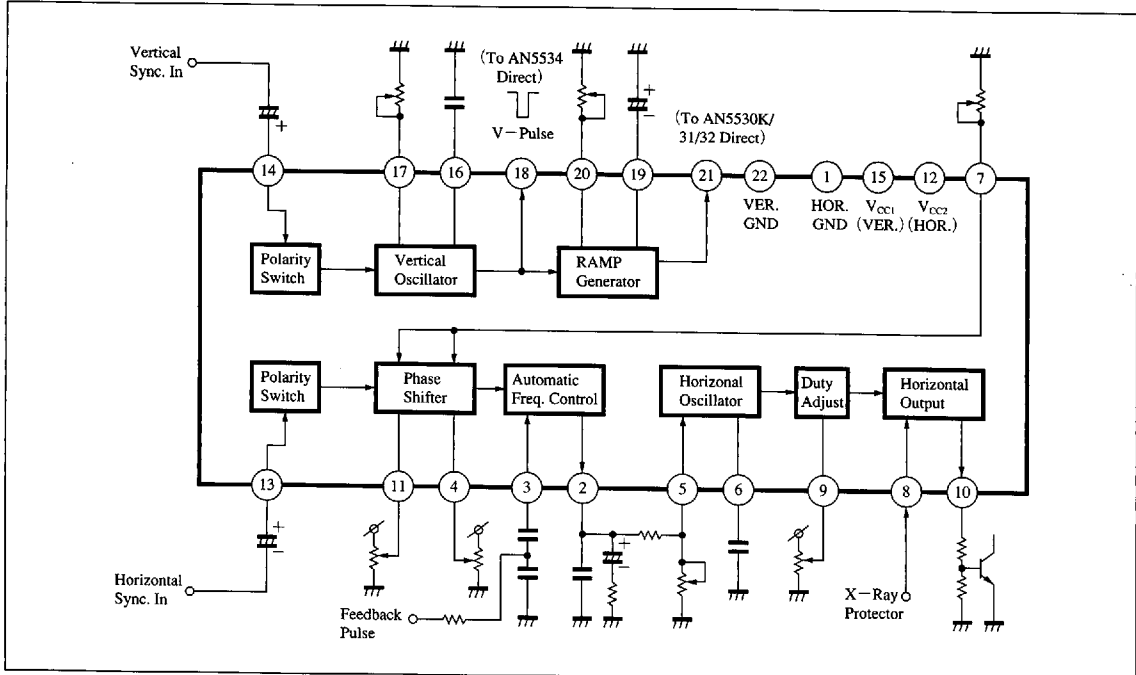 Vertical
Sync. In
(To AN5534
Direct)
V-Pulse
(To AN5530K/
31/32 Direct)
+
+
-
14
17
16
18
20
19
21
22
1
15
12
7
VER.
GND
HOR.
GND
VCC1
(VER.)
VCC2
(HOR.)
Polarity
Switch
Vertical
Oscillator
RAMP
Generator
Polarity
Switch
Phase
Shifter
Automatic
Freq. Control
Horizonal
Oscillator
Duty
Adjust.
Horizontal
Output
13
11
4
3
2
5
6
9
8
10
+
-
+
-
Horizontal
Sync. In
Feedback
Pulse
X-Ray
Protector